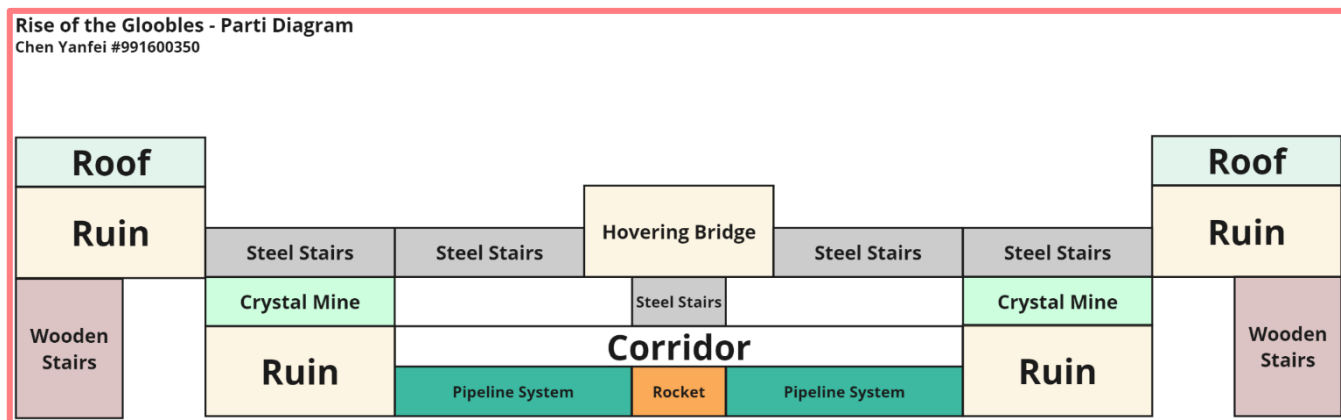 Rise of the Gloobles - Parti Diagram
Chen Yanfei #991600350
Roof
Roof
Ruin
Hovering Bridge
Ruin
Steel Stairs
Steel Stairs
Steel Stairs
Steel Stairs
Crystal Mine
Steel Stairs
Crystal Mine
Wooden
Stairs
Corridor
Wooden
Stairs
Ruin
Ruin
Pipeline System
Rocket
Pipeline System